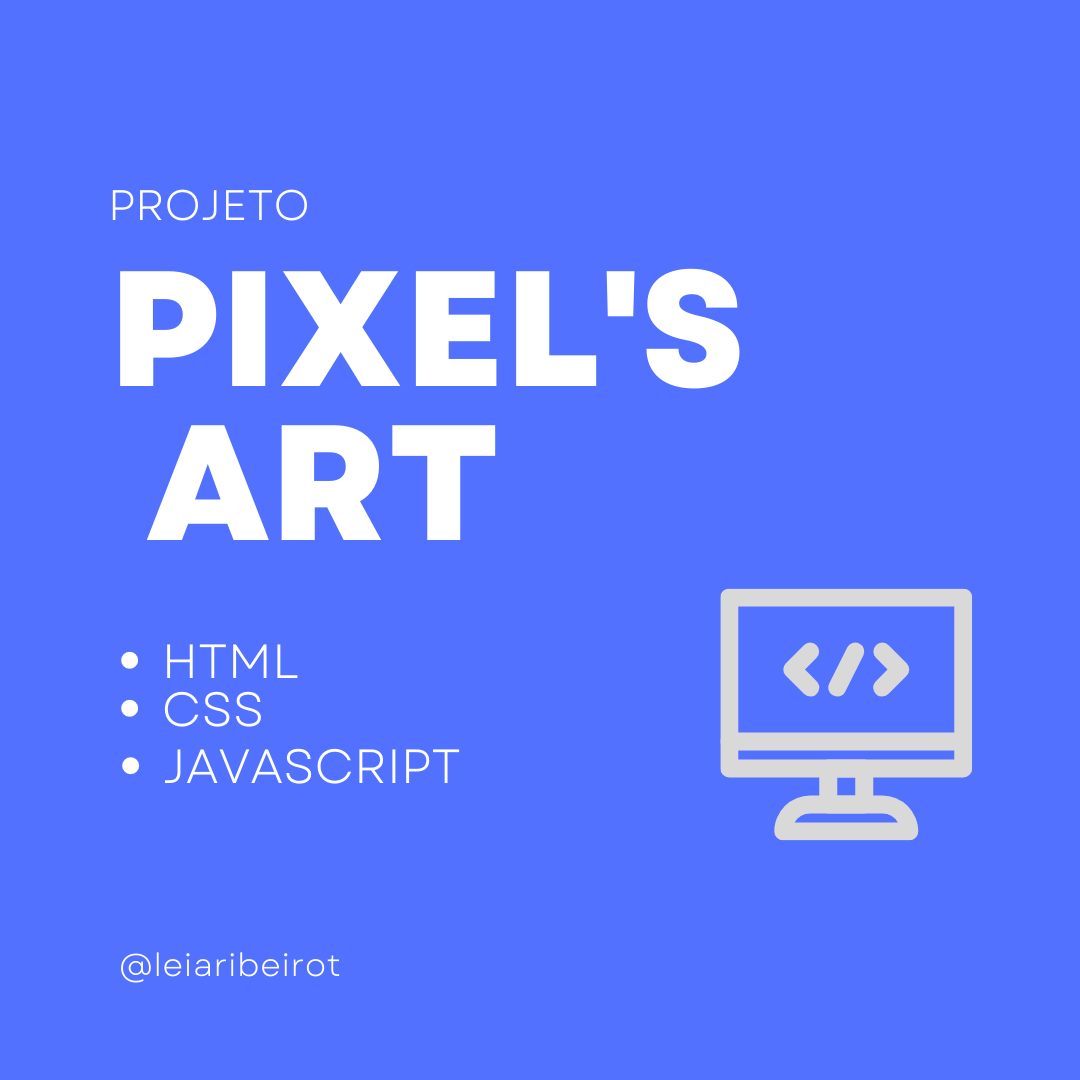 PROJETO
PIXEL'S
ART
• HTML
• CSS
• JAVASCRIPT
</>
@leiaribeirot